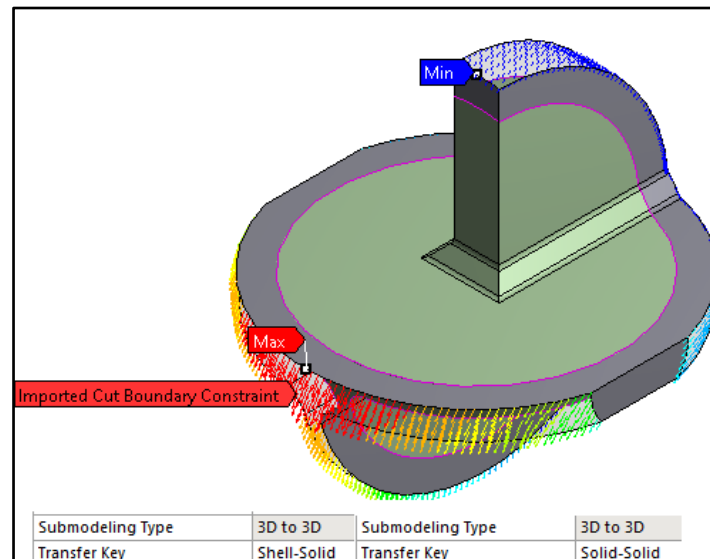 Min
Max
Imported Cut Boundary Constraint
Submodeling Type 3D to 3D Submodeling Type 3D to 3D
Transfer Key Shell-Solid Transfer Key Solid-Solid